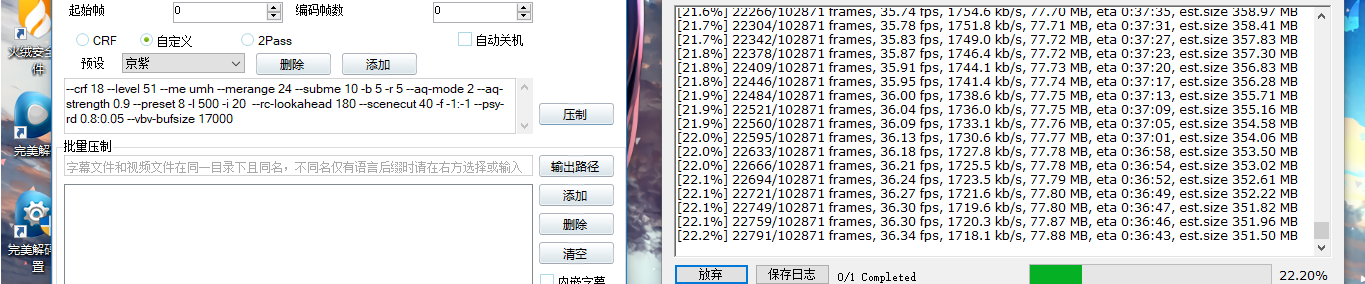 火绒安全
件
完美解
完美解码
置
起始帧 0 编码帧数 0
CRF 自定义 2Pass 自动关机
预设 京紫 删除 添加
--crf 18 --level 51 --me umh --merange 24 --subme 10 -b 5 -r 5 --aq-mode 2 --aq-
strength 0.9 --preset 8 -I 500 -i 20 --rc-lookahead 180 --scenecut 40 -f -1:-1 --psy-
rd 0.8:0.05 --vbv-bufsize 17000
压制
批量压制
字幕文件和视频文件在同一目录下且同名，不同名仅有语言后缀时请在右方选择或输入
输出路径
添加
删除
清空
内嵌字幕
[21.6%] 22266/102871 frames, 35.74 fps, 1754.6 kb/s, 77.70 MB, eta 0:37:35, est.size 358.97 MB
[21.7%] 22304/102871 frames, 35.78 fps, 1751.8 kb/s, 77.71 MB, eta 0:37:31, est.size 358.41 MB
[21.7%] 22342/102871 frames, 35.83 fps, 1749.0 kb/s, 77.72 MB, eta 0:37:27, est.size 357.83 MB
[21.8%] 22378/102871 frames, 35.87 fps, 1746.4 kb/s, 77.72 MB, eta 0:37:23, est.size 357.30 MB
[21.8%] 22409/102871 frames, 35.91 fps, 1744.1 kb/s, 77.73 MB, eta 0:37:20, est.size 356.83 MB
[21.8%] 22446/102871 frames, 35.95 fps, 1741.4 kb/s, 77.74 MB, eta 0:37:17, est.size 356.28 MB
[21.9%] 22484/102871 frames, 36.00 fps, 1738.6 kb/s, 77.75 MB, eta 0:37:13, est.size 355.71 MB
[21.9%] 22521/102871 frames, 36.04 fps, 1736.0 kb/s, 77.75 MB, eta 0:37:09, est.size 355.16 MB
[21.9%] 22560/102871 frames, 36.09 fps, 1733.1 kb/s, 77.76 MB, eta 0:37:05, est.size 354.58 MB
[22.0%] 22595/102871 frames, 36.13 fps, 1730.6 kb/s, 77.77 MB, eta 0:37:01, est.size 354.06 MB
[22.0%] 22633/102871 frames, 36.18 fps, 1727.8 kb/s, 77.78 MB, eta 0:36:58, est.size 353.50 MB
[22.0%] 22666/102871 frames, 36.21 fps, 1725.5 kb/s, 77.78 MB, eta 0:36:54, est.size 353.02 MB
[22.1%] 22694/102871 frames, 36.24 fps, 1723.5 kb/s, 77.79 MB, eta 0:36:52, est.size 352.61 MB
[22.1%] 22721/102871 frames, 36.27 fps, 1721.6 kb/s, 77.80 MB, eta 0:36:49, est.size 352.22 MB
[22.1%] 22749/102871 frames, 36.30 fps, 1719.6 kb/s, 77.80 MB, eta 0:36:47, est.size 351.82 MB
[22.1%] 22759/102871 frames, 36.30 fps, 1720.3 kb/s, 77.87 MB, eta 0:36:46, est.size 351.96 MB
[22.2%] 22791/102871 frames, 36.34 fps, 1718.1 kb/s, 77.88 MB, eta 0:36:43, est.size 351.50 MB
放弃 保存日志 0/1 Completed 22.20%